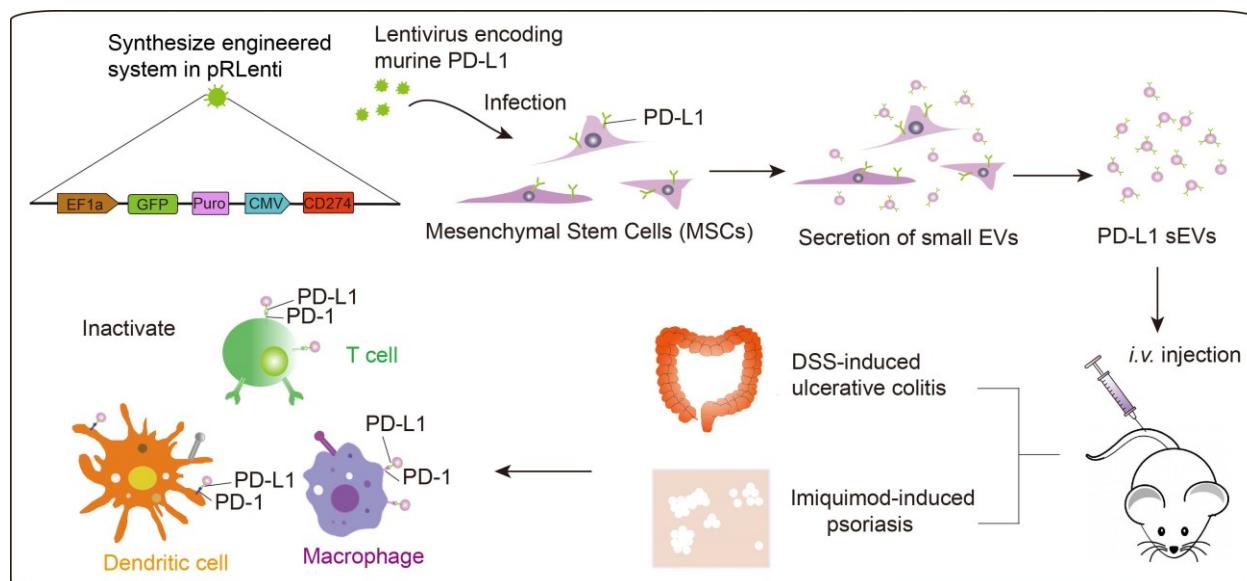 Synthesize engineered
system in pRLenti
Lentivirus encoding
murine PD-L1
Infection
PD-L1
EF1a GFP Puro CMV CD274
Mesenchymal Stem Cells (MSCs)
Secretion of small EVs
PD-L1 sEVs
i.v. injection
DSS-induced
ulcerative colitis
Imiquimod-induced
psoriasis
Inactivate
PD-L1
PD-1
T cell
PD-L1
PD-1
Dendritic cell
PD-L1
PD-1
Macrophage